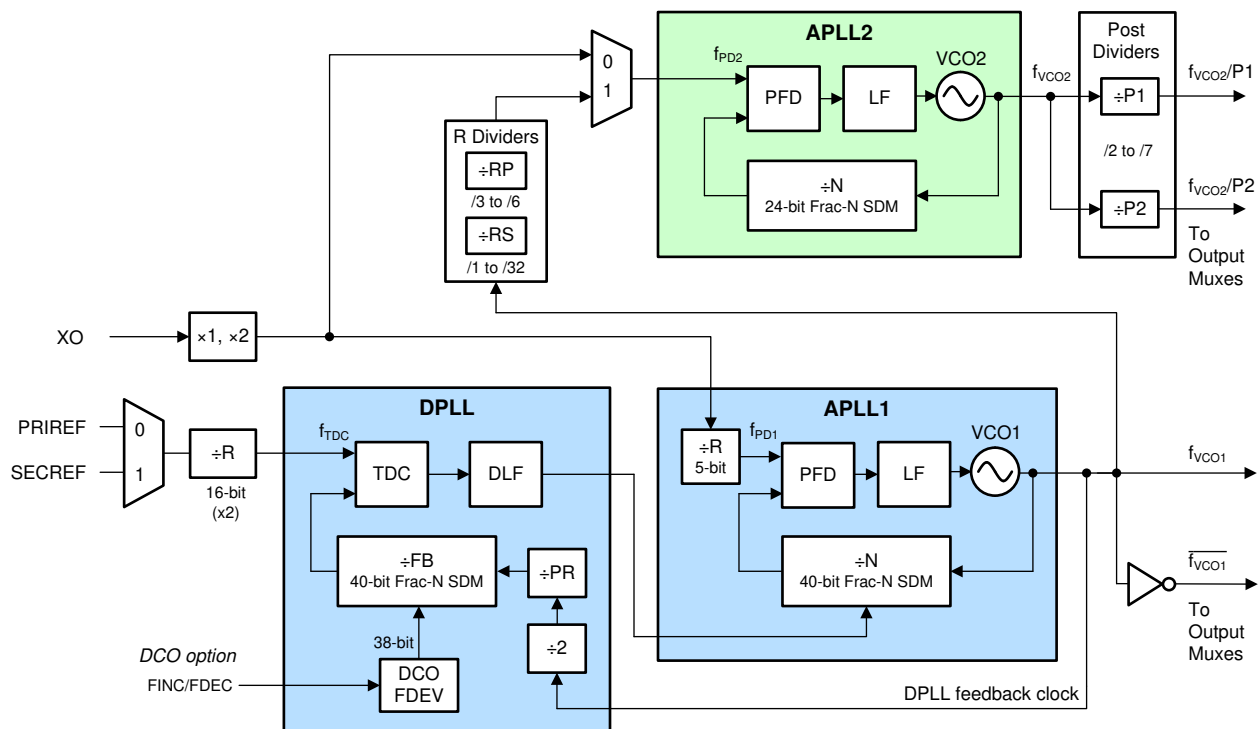 APLL2
Post
Dividers
VCO2
f_PD2
f_VCO2
f_VCO2/P1
0
1
PFD
LF
÷P1
R Dividers
÷RP
/3 to /6
÷RS
/1 to /32
÷N
24-bit Frac-N SDM
/2 to /7
÷P2
f_VCO2/P2
To
Output
Muxes
XO
×1, ×2
DPLL
APLL1
PRIREF
SECREF
0
1
÷R
16-bit
(x2)
f_TDC
TDC
DLF
÷R
5-bit
f_PD1
PFD
LF
VCO1
f_VCO1
÷FB
40-bit Frac-N SDM
÷PR
÷N
40-bit Frac-N SDM
f_VCO1
To
Output
Muxes
38-bit
÷2
DCO option
FINC/FDEC
DCO
FDEV
DPLL feedback clock